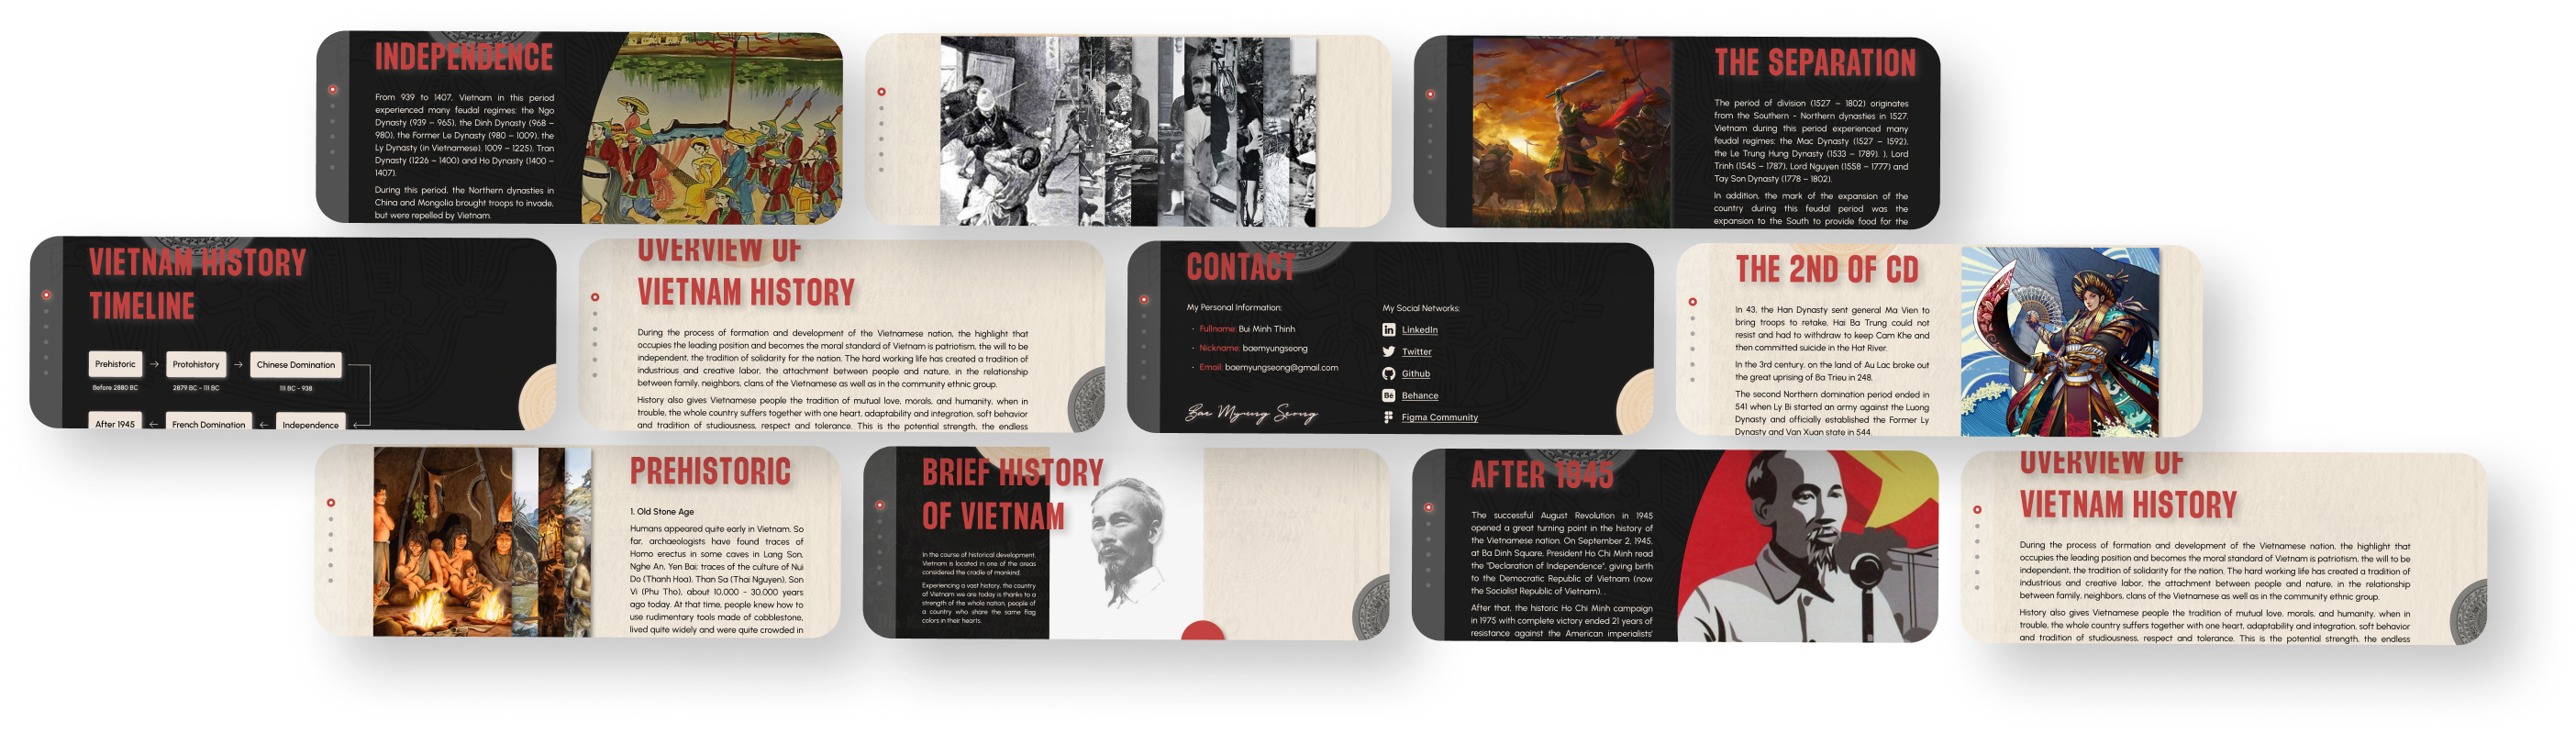 INDEPENDENCE
From 939 to 1407, Vietnam in this period
experienced many feudal regimes: the Ngo
Dynasty (939 – 965), the Dinh Dynasty (968 –
980), the Former Le Dynasty (980 – 1009), the
Ly Dynasty (in Vietnamese). 1009 – 1225), Tran
Dynasty (1226 – 1400) and Ho Dynasty (1400 –
1407).
During this period, the Northern dynasties in
China and Mongolia brought troops to invade,
but were repelled by Vietnam.
THE SEPARATION
The period of division (1527 – 1802) originates
from the Southern - Northern dynasties in 1527.
Vietnam during this period experienced many
feudal regimes: the Mac Dynasty (1527 – 1592),
the Le Trung Hung Dynasty (1533 – 1789). ), Lord
Trinh (1545 – 1787), Lord Nguyen (1558 – 1777) and
Tay Son Dynasty (1778 – 1802).
In addition, the mark of the expansion of the
country during this feudal period was the
expansion to the South to provide food for the
VIETNAM HISTORY
TIMELINE
Prehistoric → Protohistory → Chinese Domination
Before 2880 BC 2879 BC - 111 BC 111 BC - 938
After 1945 ← French Domination ← Independence
OVERVIEW OF
VIETNAM HISTORY
During the process of formation and development of the Vietnamese nation, the highlight that
occupies the leading position and becomes the moral standard of Vietnam is patriotism, the will to be
independent, the tradition of solidarity for the nation. The hard working life has created a tradition of
industrious and creative labor, the attachment between people and nature, in the relationship
between family, neighbors, clans of the Vietnamese as well as in the community ethnic group.
History also gives Vietnamese people the tradition of mutual love, morals, and humanity, when in
trouble, the whole country suffers together with one heart, adaptability and integration, soft behavior
and tradition of studiousness, respect and tolerance. This is the potential strength, the endless
CONTACT
My Personal Information:
· Fullname: Bui Minh Thinh
· Nickname: baemyungseong
· Email: baemyungseong@gmail.com
Bae Myung Seong
My Social Networks:
LinkedIn
Twitter
Github
Behance
Figma Community
THE 2ND OF CD
In 43, the Han Dynasty sent general Ma Vien to
bring troops to retake, Hai Ba Trung could not
resist and had to withdraw to keep Cam Khe and
then committed suicide in the Hat River.
In the 3rd century, on the land of Au Lac broke out
the great uprising of Ba Trieu in 248.
The second Northern domination period ended in
541 when Ly Bi started an army against the Luong
Dynasty and officially established the Former Ly
Dynasty and Van Xuan state in 544.
PREHISTORIC
1. Old Stone Age
Humans appeared quite early in Vietnam. So
far, archaeologists have found traces of
Homo erectus in some caves in Lang Son,
Nghe An, Yen Bai; traces of the culture of Nui
Do (Thanh Hoa), Than Sa (Thai Nguyen), Son
Vi (Phu Tho), about 10,000 - 30,000 years
ago today. At that time, people knew how to
use rudimentary tools made of cobblestone,
lived quite widely and were quite crowded in
BRIEF HISTORY
OF VIETNAM
In the course of historical development,
Vietnam is located in one of the areas
considered the cradle of mankind.
Experiencing a vast history, the country
of Vietnam we are today is thanks to a
strength of the whole nation, people of
a country who share the same flag
colors in their hearts.
AFTER 1945
The successful August Revolution in 1945
opened a great turning point in the history of
the Vietnamese nation. On September 2, 1945,
at Ba Dinh Square, President Ho Chi Minh read
the "Declaration of Independence", giving birth
to the Democratic Republic of Vietnam (now
the Socialist Republic of Vietnam). .
After that, the historic Ho Chi Minh campaign
in 1975 with complete victory ended 21 years of
resistance against the American imperialists'
OVERVIEW OF
VIETNAM HISTORY
During the process of formation and development of the Vietnamese nation, the highlight that
occupies the leading position and becomes the moral standard of Vietnam is patriotism, the will to be
independent, the tradition of solidarity for the nation. The hard working life has created a tradition of
industrious and creative labor, the attachment between people and nature, in the relationship
between family, neighbors, clans of the Vietnamese as well as in the community ethnic group.
History also gives Vietnamese people the tradition of mutual love, morals, and humanity, when in
trouble, the whole country suffers together with one heart, adaptability and integration, soft behavior
and tradition of studiousness, respect and tolerance. This is the potential strength, the endless